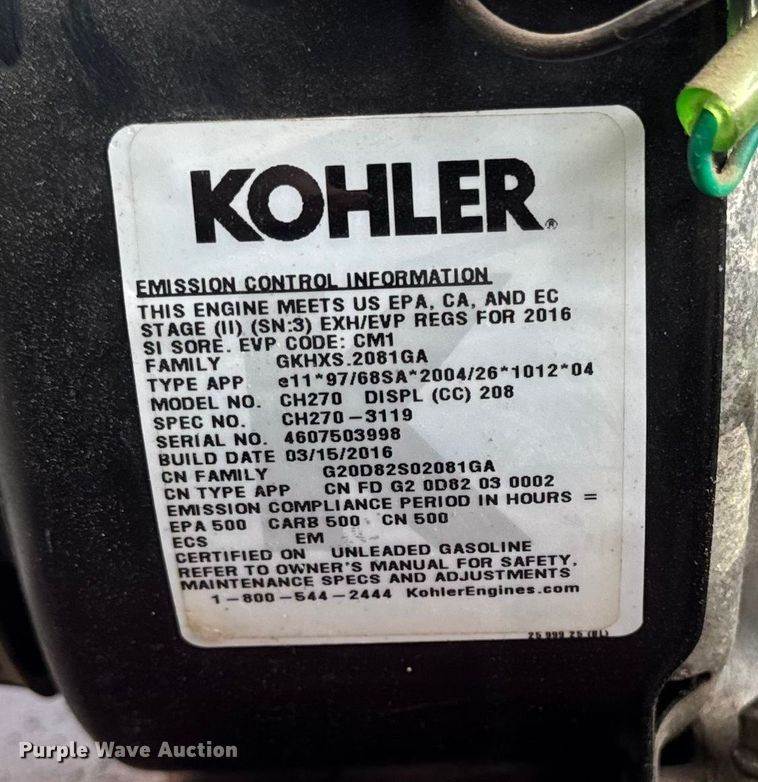 KOHLER®
EMISSION CONTROL INFORMATION
THIS ENGINE MEETS US EPA, CA, AND EC
STAGE (II) (SN:3) EXH/EVP REGS FOR 2016
SI SORE. EVP CODE: CM1
FAMILY GKHXS.2081GA
TYPE APP e11*97/68SA*2004/26*1012*04
MODEL NO. CH270 DISPL (CC) 208
SPEC NO. CH270-3119
SERIAL NO. 4607503998
BUILD DATE 03/15/2016
CN FAMILY G20D82S02081GA
CN TYPE APP CN FD G2 0D82 03 0002
EMISSION COMPLIANCE PERIOD IN HOURS =
EPA 500 CARB 500 CN 500
ECS EM
CERTIFIED ON UNLEADED GASOLINE
REFER TO OWNER'S MANUAL FOR SAFETY,
MAINTENANCE SPECS AND ADJUSTMENTS
1-800-544-2444 KohlerEngines.com
25 999 25 (BL)
Purple Wave Auction